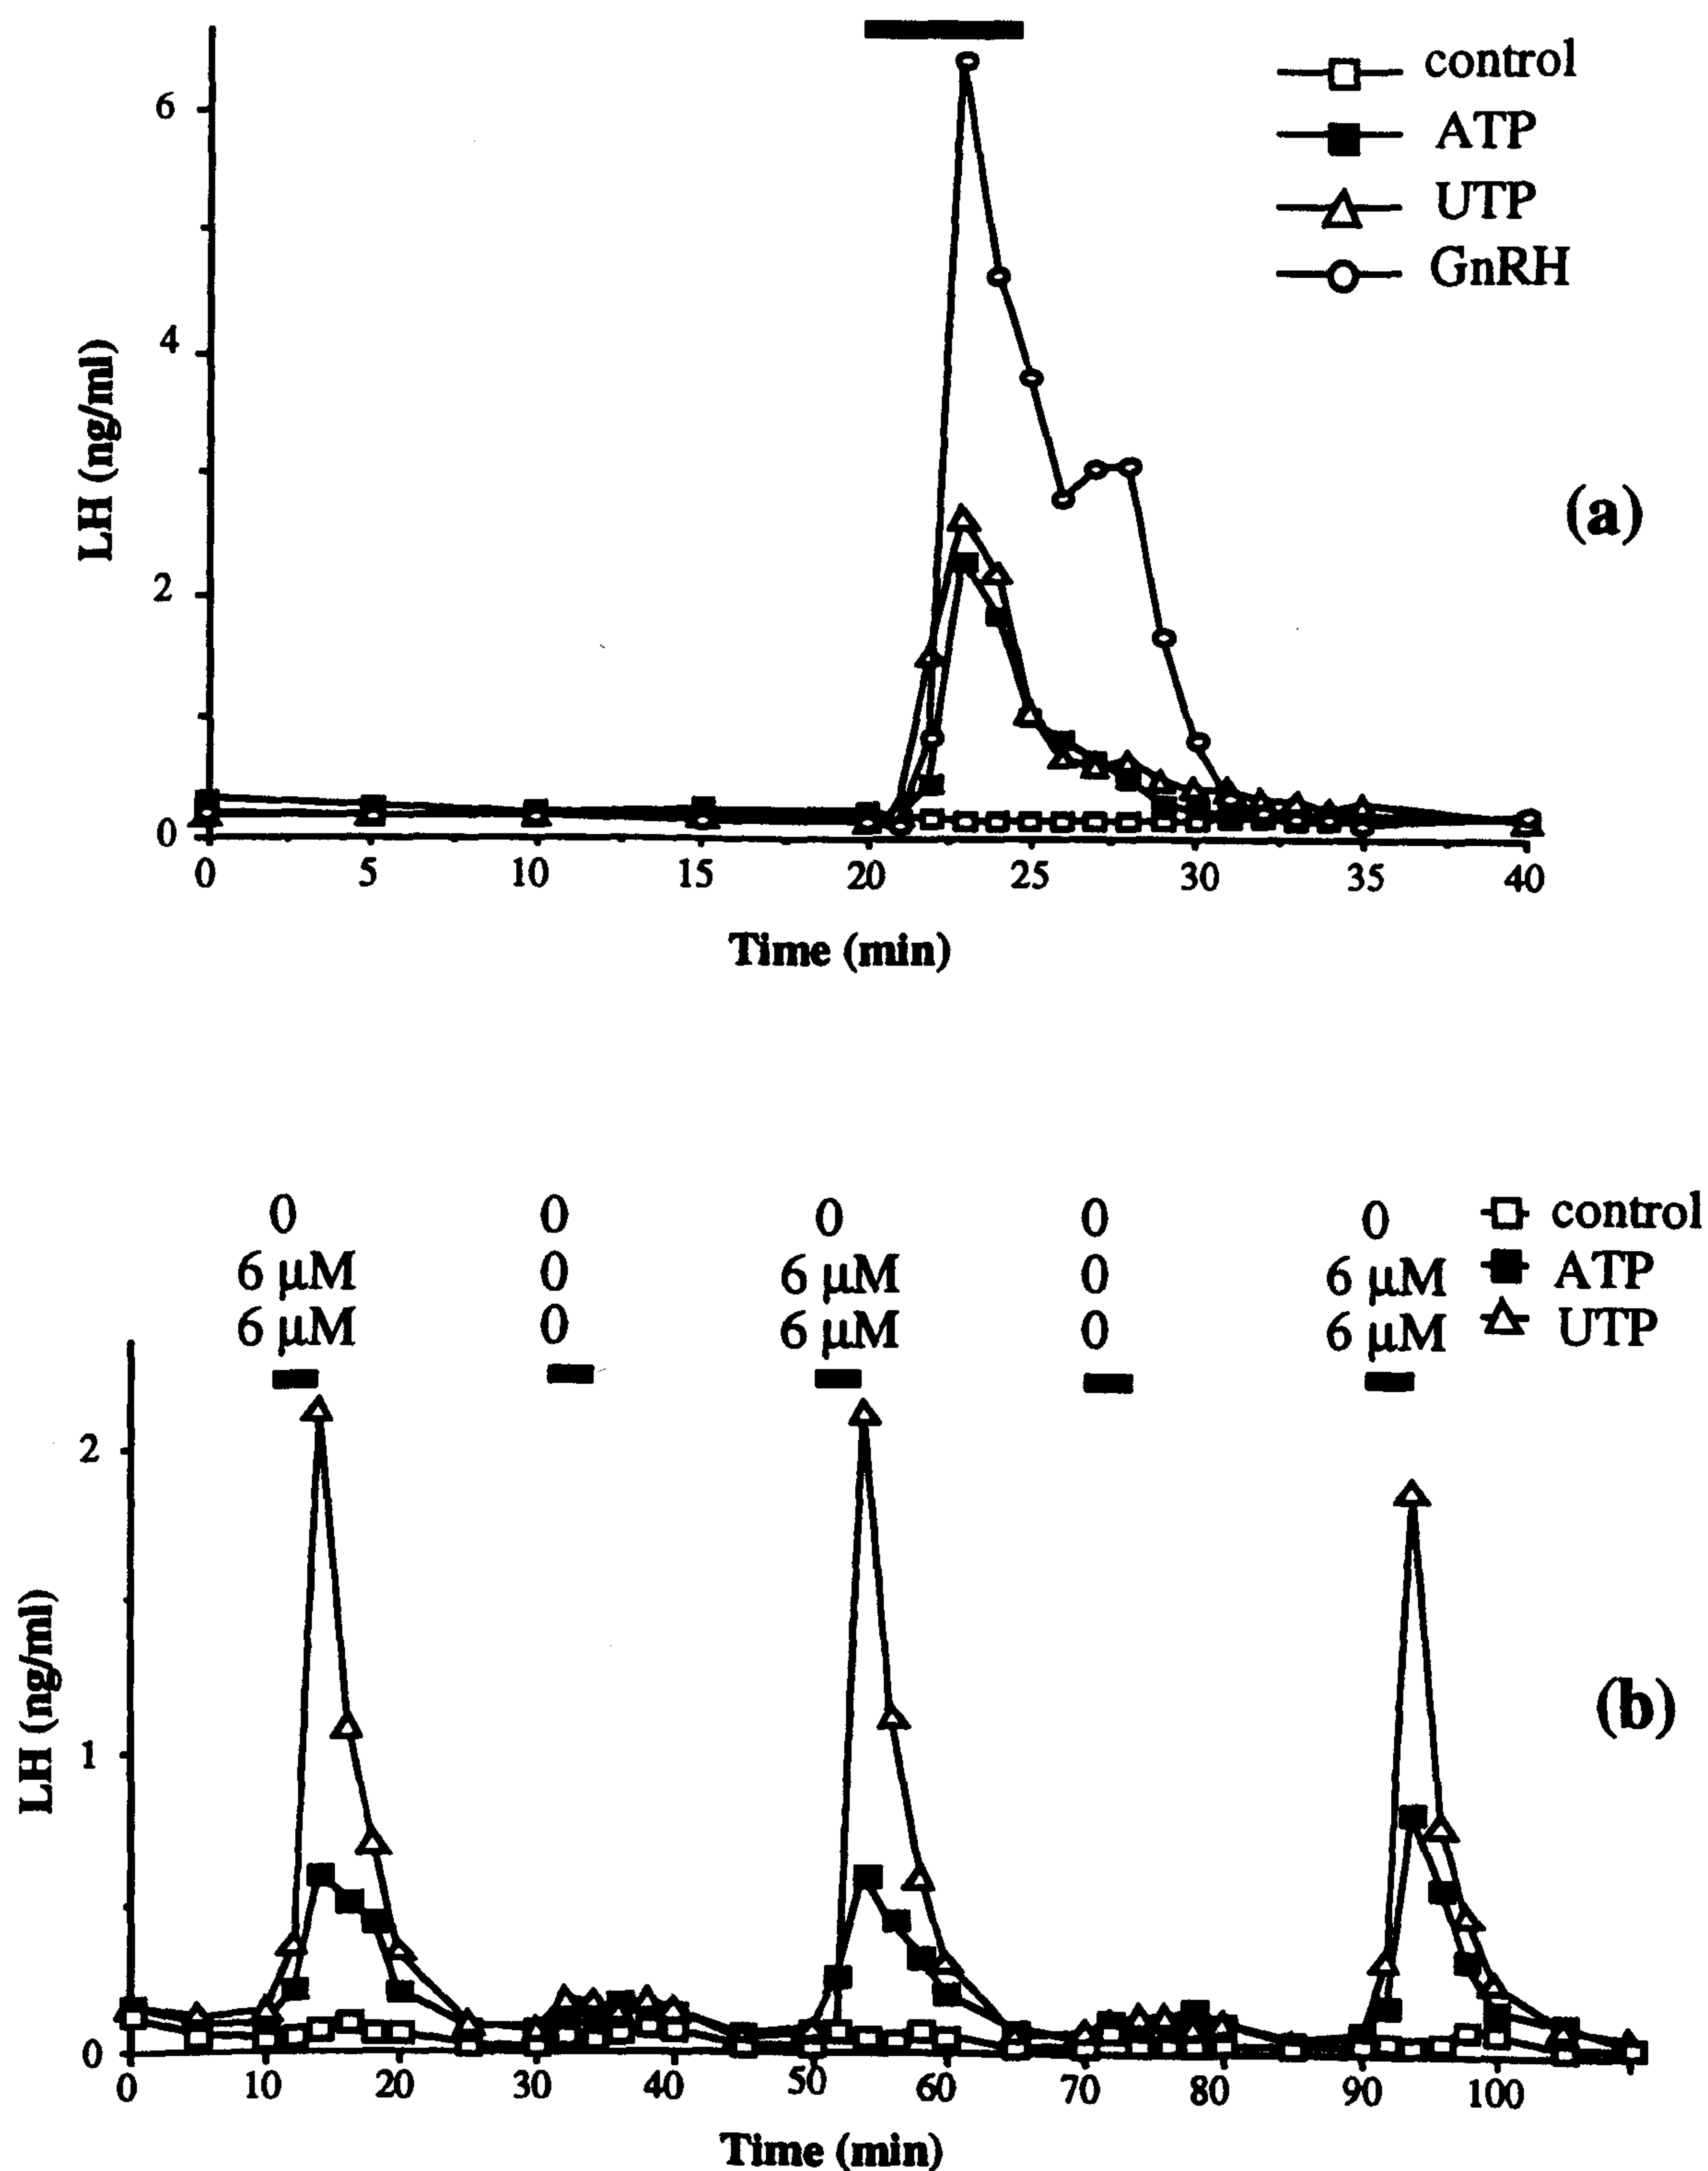 control
ATP
UTP
GnRH
6
4
2
0
LH (ng/ml)
(a)
0 5 10 15 20 25 30 35 40
Time (min)
0 0 0 0 0 control
6 μM 0 6 μM 0 6 μM ATP
6 μM 0 6 μM 0 6 μM UTP
2
1
0
LH (ng/ml)
(b)
0 10 20 30 40 50 60 70 80 90 100
Time (min)